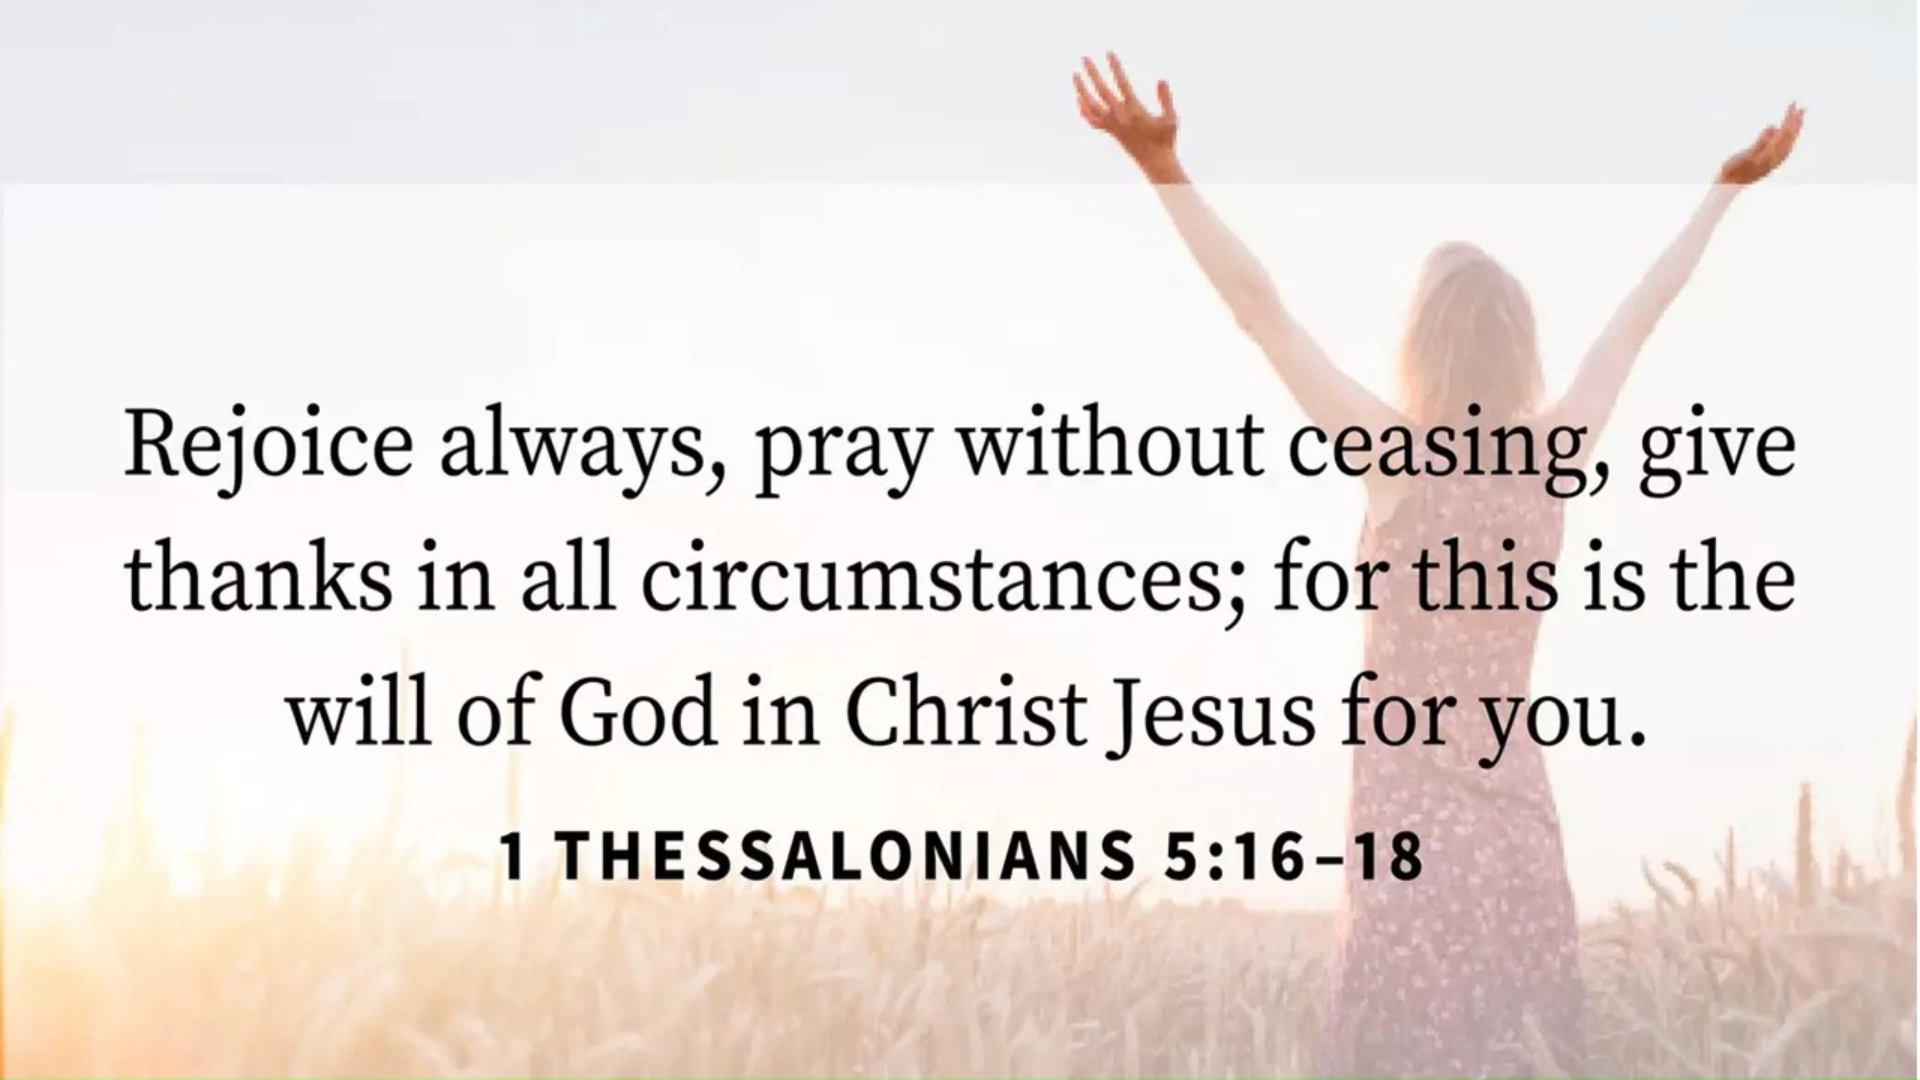 Rejoice always, pray without ceasing, give
thanks in all circumstances; for this is the
will of God in Christ Jesus for you.
1 THESSALONIANS 5:16–18